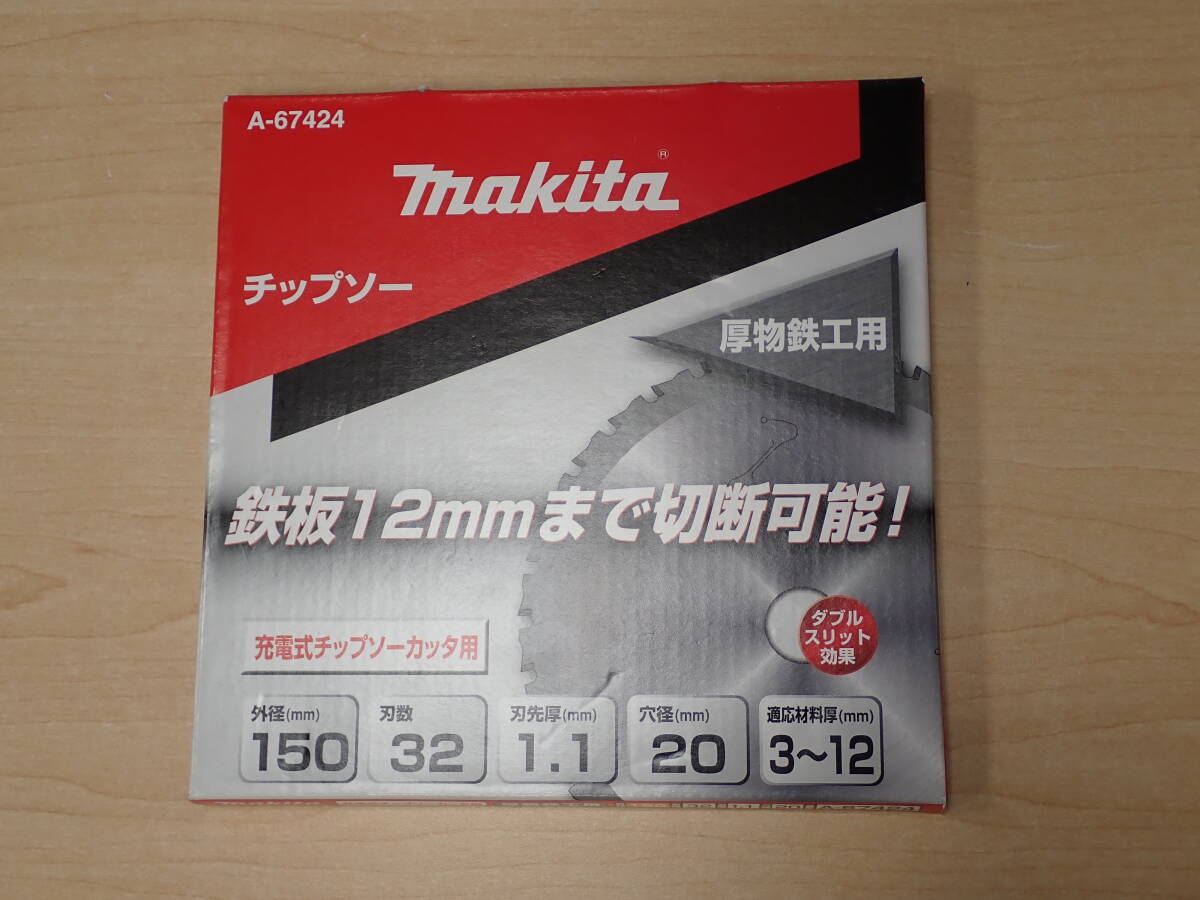 A-67424
makita®
チップソー
厚物鉄工用
鉄板12mmまで切断可能!
ダブル
スリット
効果
充電式チップソーカッタ用
外径(mm)
150
刃数
32
刃先厚(mm)
1.1
穴径(mm)
20
適応材料厚(mm)
3～12
makita
A-67424